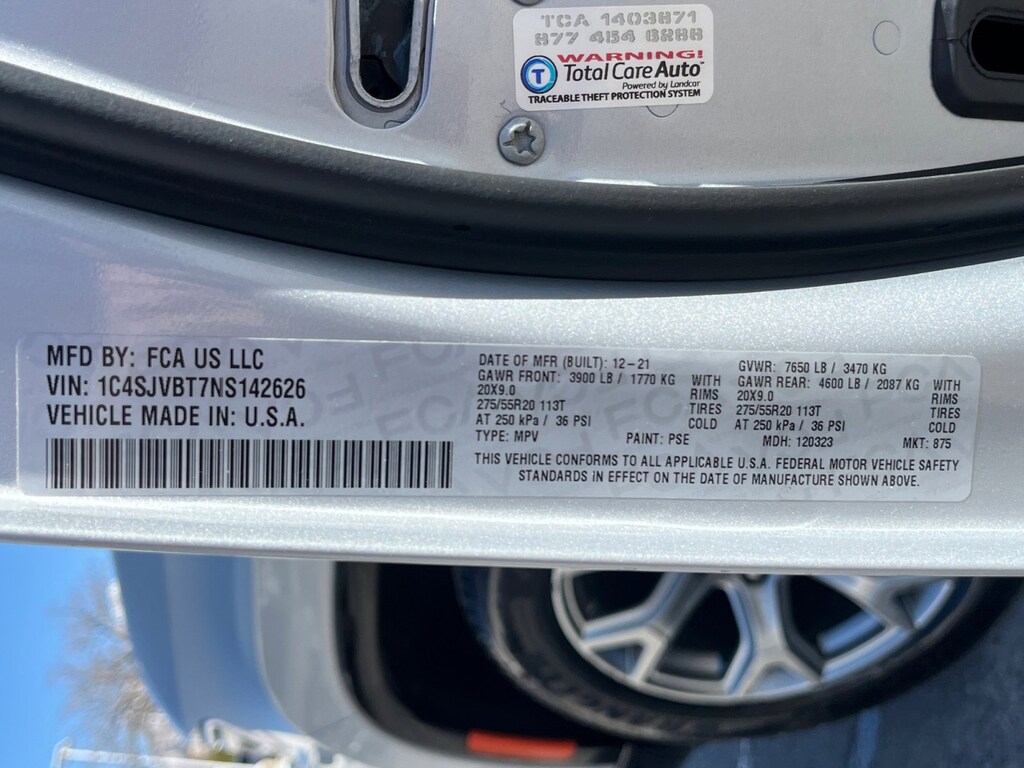 TCA 1403871
877 454 6288
WARNING!
Total Care Auto
Powered by Landcar
TRACEABLE THEFT PROTECTION SYSTEM
MFD BY: FCA US LLC
VIN: 1C4SJVBT7NS142626
VEHICLE MADE IN: U.S.A.
DATE OF MFR (BUILT): 12-21 GVWR: 7650 LB / 3470 KG
GAWR FRONT: 3900 LB / 1770 KG WITH GAWR REAR: 4600 LB / 2087 KG WITH
20X9.0 RIMS 20X9.0 RIMS
275/55R20 113T TIRES 275/55R20 113T TIRES
AT 250 kPa / 36 PSI COLD AT 250 kPa / 36 PSI COLD
TYPE: MPV PAINT: PSE MDH: 120323 MKT: 875
THIS VEHICLE CONFORMS TO ALL APPLICABLE U.S.A. FEDERAL MOTOR VEHICLE SAFETY
STANDARDS IN EFFECT ON THE DATE OF MANUFACTURE SHOWN ABOVE.